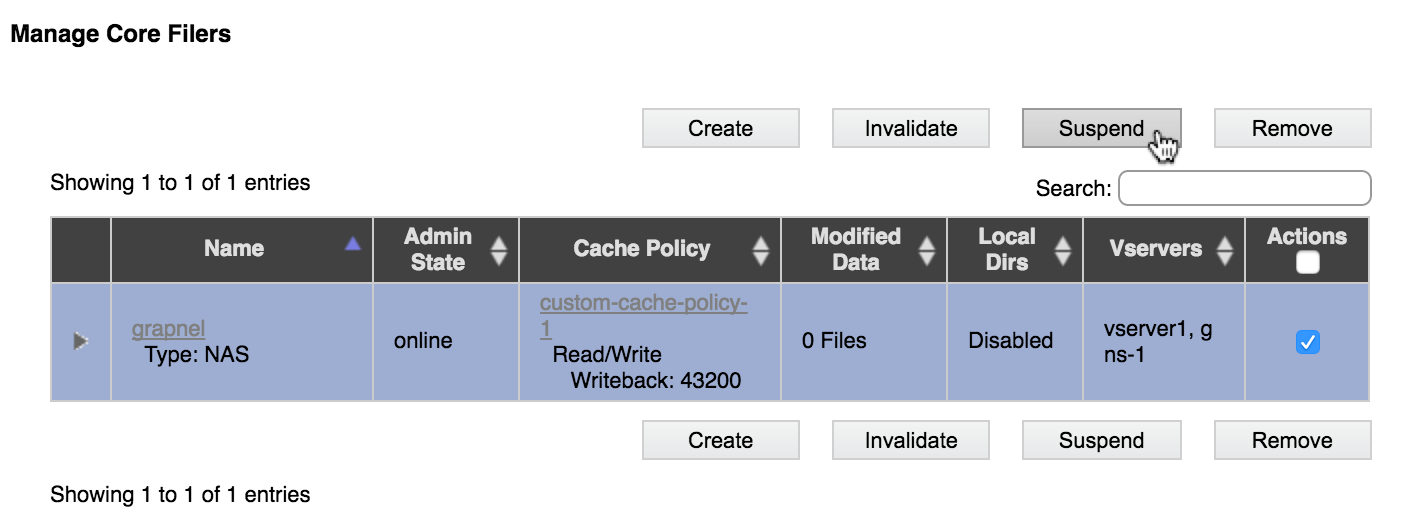 Manage Core Filers
Create Invalidate Suspend Remove
Showing 1 to 1 of 1 entries
Search:
Name Admin State Cache Policy Modified Data Local Dirs Vservers Actions
grapnel
Type: NAS
online
custom-cache-policy-
1
Read/Write
Writeback: 43200
0 Files
Disabled
vserver1, g
ns-1
Create Invalidate Suspend Remove
Showing 1 to 1 of 1 entries